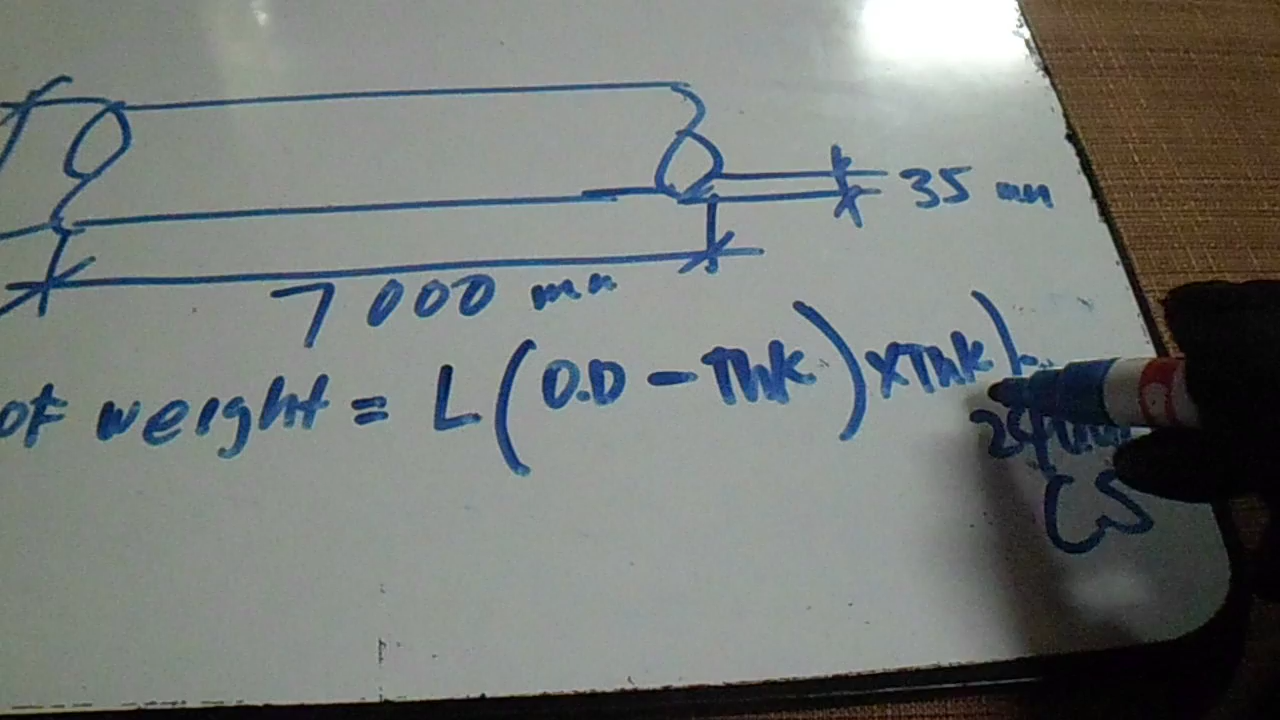 35 mm
7000 mm
of weight = L(O.D - Thk) x Thk)
CS